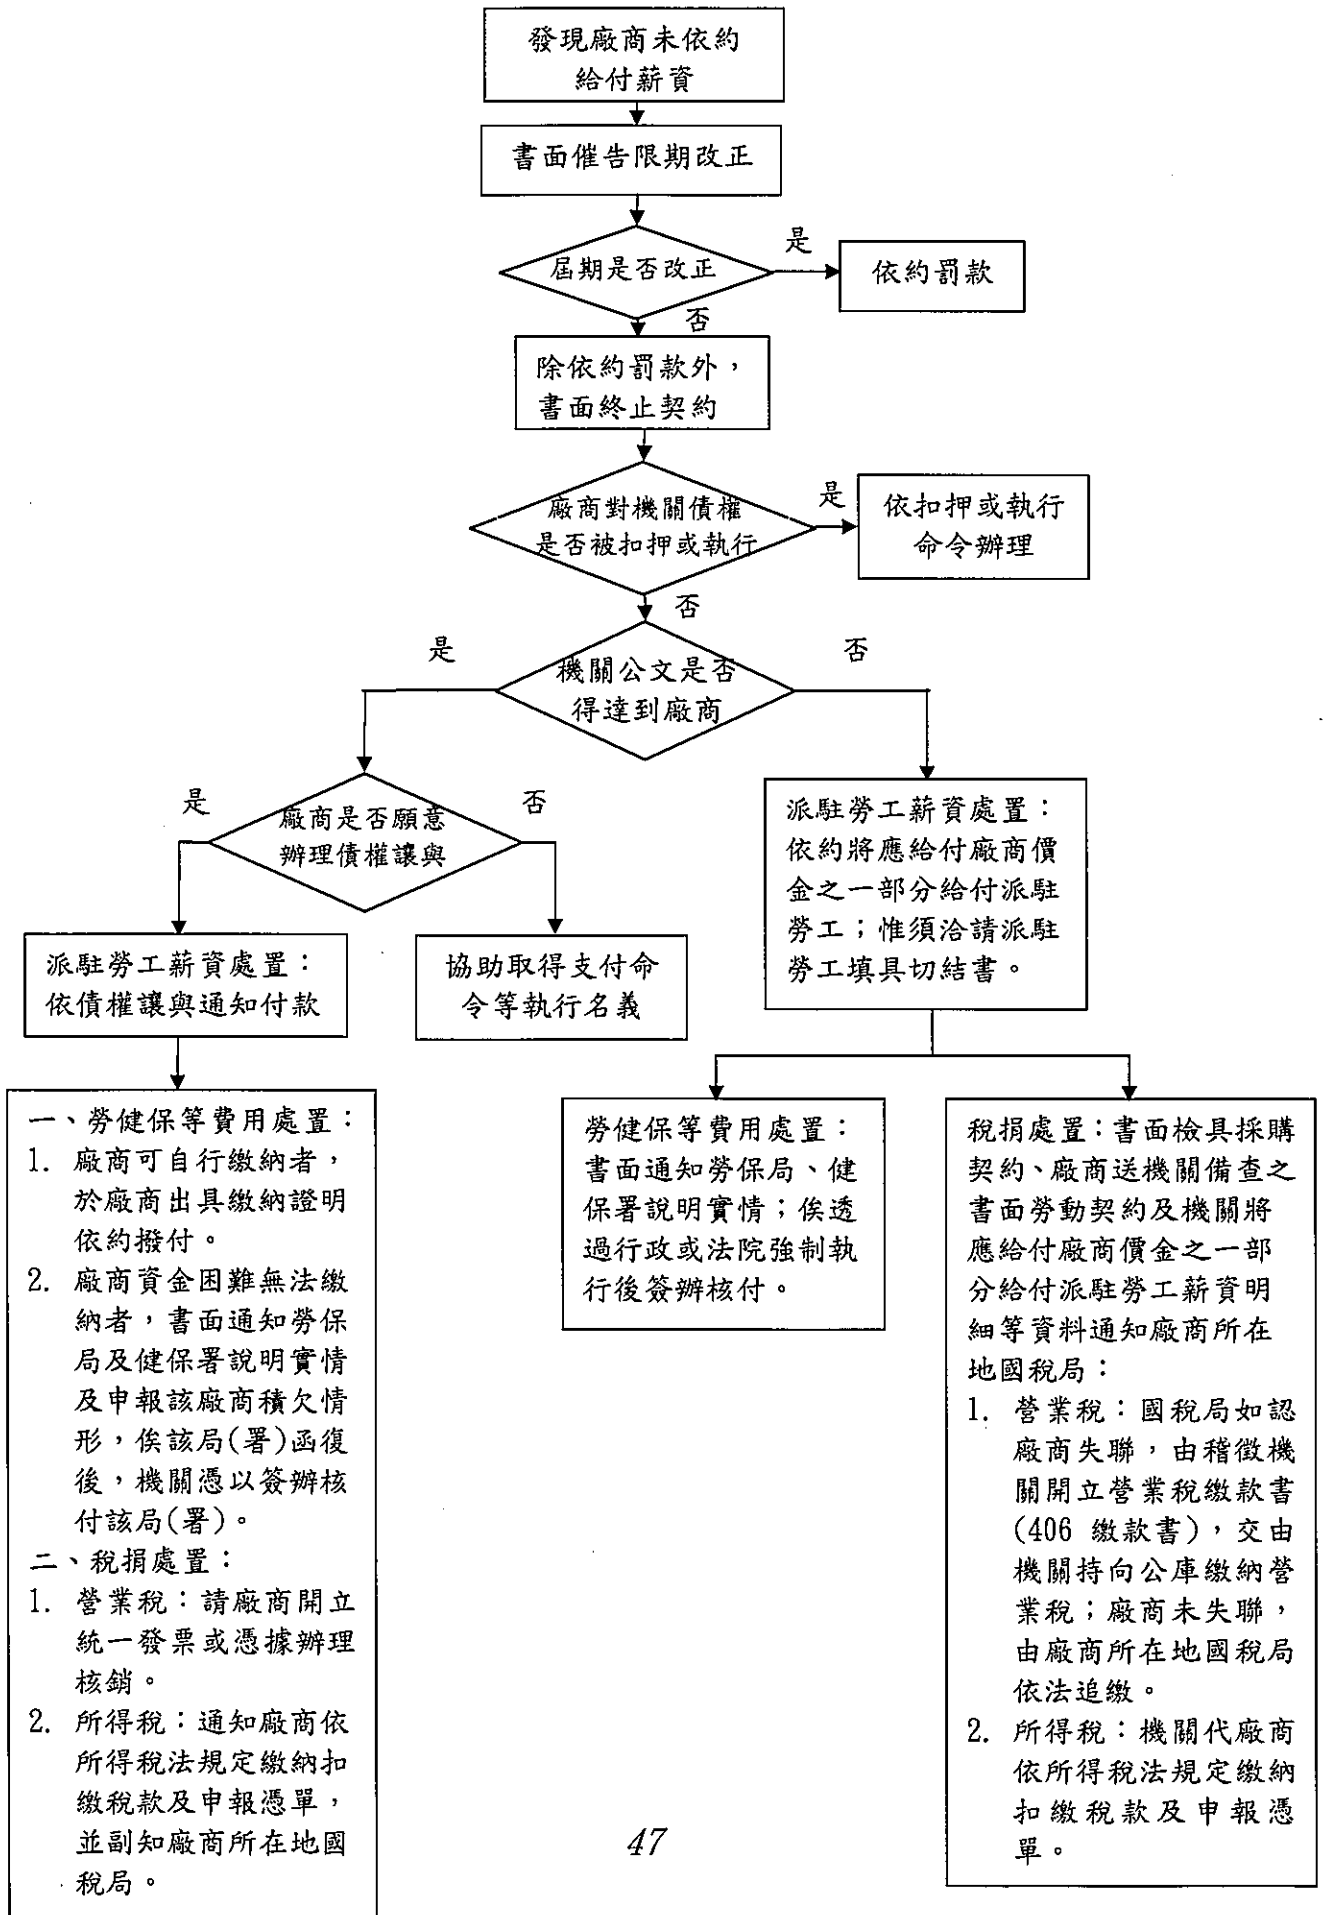 發現廠商未依約
給付薪資
書面催告限期改正
屆期是否改正
是
依約罰款
否
除依約罰款外，
書面終止契約
廠商對機關債權
是否被扣押或執行
是
依扣押或執行
命令辦理
否
機關公文是否
得達到廠商
是
否
廠商是否願意
辦理債權讓與
是
否
派駐勞工薪資處置：
依約將應給付廠商價
金之一部分給付派駐
勞工；惟須洽請派駐
勞工填具切結書。
派駐勞工薪資處置：
依債權讓與通知付款
協助取得支付命
令等執行名義
一、勞健保等費用處置：
1. 廠商可自行繳納者，
於廠商出具繳納證明
依約撥付。
2. 廠商資金困難無法繳
納者，書面通知勞保
局及健保署說明實情
及申報該廠商積欠情
形，俟該局(署)函復
後，機關憑以簽辦核
付該局(署)。
二、稅捐處置：
1. 營業稅：請廠商開立
統一發票或憑據辦理
核銷。
2. 所得稅：通知廠商依
所得稅法規定繳納扣
繳稅款及申報憑單，
並副知廠商所在地國
稅局。
勞健保等費用處置：
書面通知勞保局、健
保署說明實情；俟透
過行政或法院強制執
行後簽辦核付。
稅捐處置：書面檢具採購
契約、廠商送機關備查之
書面勞動契約及機關將
應給付廠商價金之一部
分給付派駐勞工薪資明
細等資料通知廠商所在
地國稅局：
1. 營業稅：國稅局如認
廠商失聯，由稽徵機
關開立營業稅繳款書
(406 繳款書)，交由
機關持向公庫繳納營
業稅；廠商未失聯，
由廠商所在地國稅局
依法追繳。
2. 所得稅：機關代廠商
依所得稅法規定繳納
扣繳稅款及申報憑
單。
47